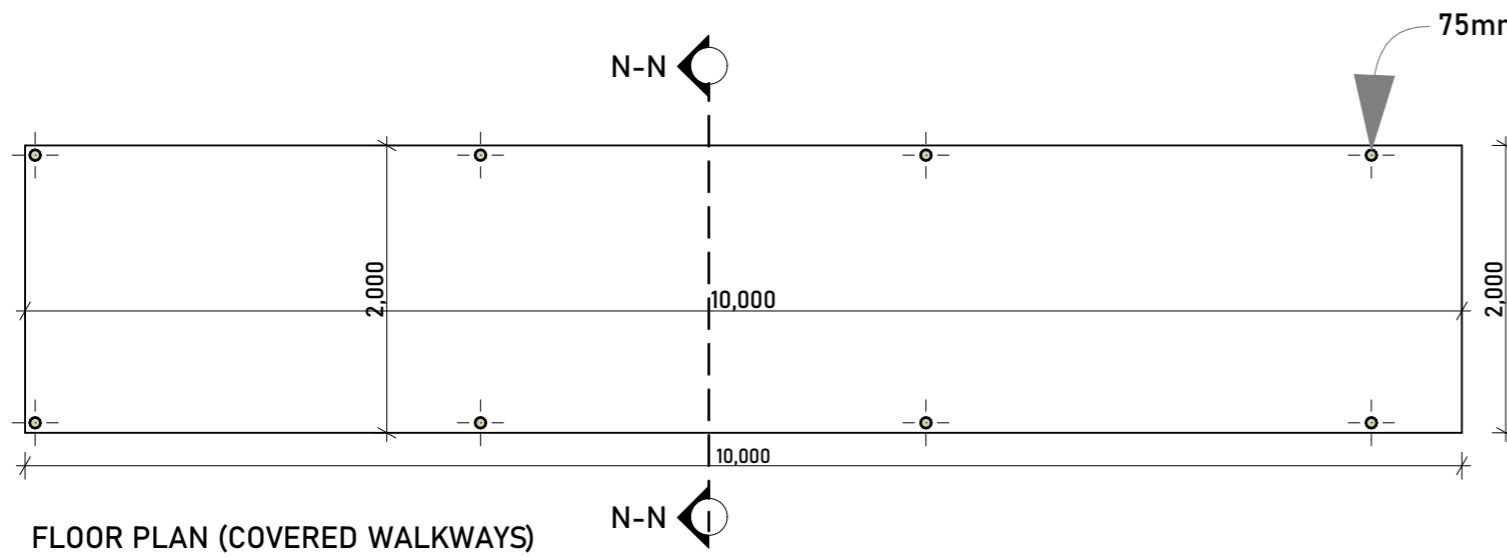 75mm
N-N
2,000
10,000
2,000
10,000
N-N
FLOOR PLAN (COVERED WALKWAYS)